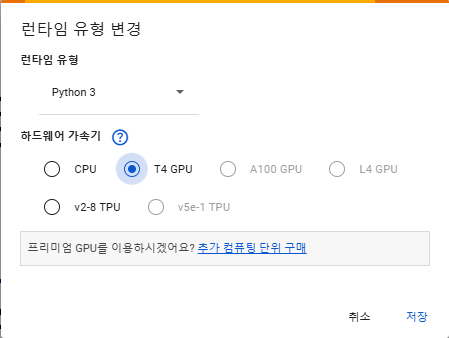 런타임 유형 변경
런타임 유형
Python 3
하드웨어 가속기 ?
CPU T4 GPU A100 GPU L4 GPU
v2-8 TPU v5e-1 TPU
프리미엄 GPU를 이용하시겠어요? 추가 컴퓨팅 단위 구매
취소 저장